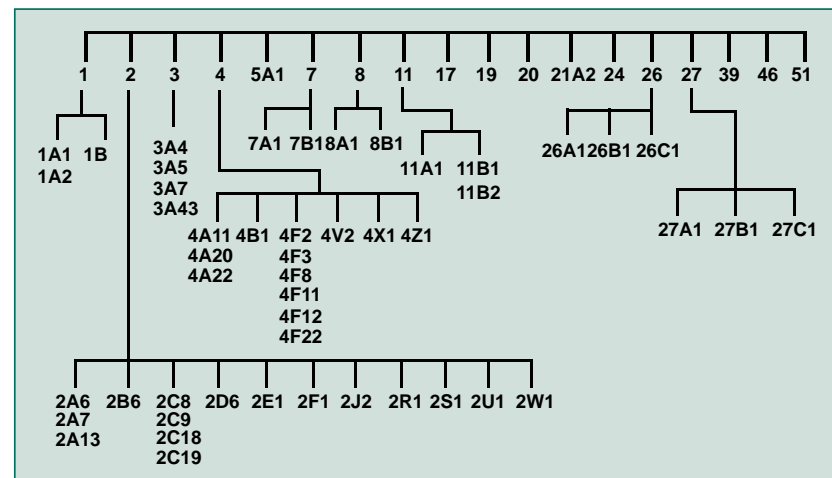 1 2 3 4 5A1 7 8 11 17 19 20 21A2 24 26 27 39 46 51
1A1 1B
1A2
3A4
3A5
3A7
3A43
7A1 7B1 8A1 8B1
11A1 11B1
11B2
26A1 26B1 26C1
27A1 27B1 27C1
4A11 4B1 4F2 4V2 4X1 4Z1
4A20 4F3
4A22 4F8
4F11
4F12
4F22
2A6 2B6 2C8 2D6 2E1 2F1 2J2 2R1 2S1 2U1 2W1
2A7 2C9
2A13 2C18
2C19